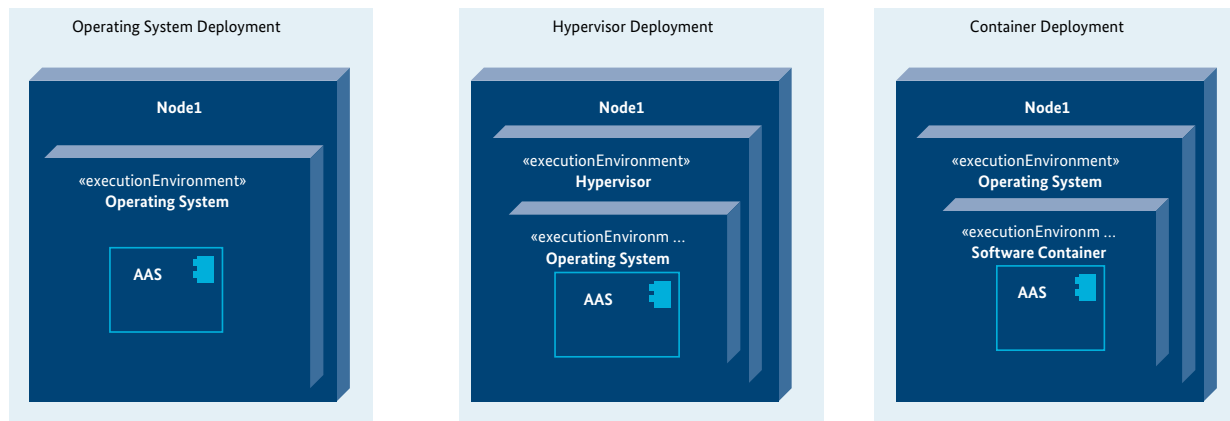 Operating System Deployment
Node1
«executionEnvironment»
Operating System
AAS
Hypervisor Deployment
Node1
«executionEnvironment»
Hypervisor
«executionEnvironm ...
Operating System
AAS
Container Deployment
Node1
«executionEnvironment»
Operating System
«executionEnvironm ...
Software Container
AAS